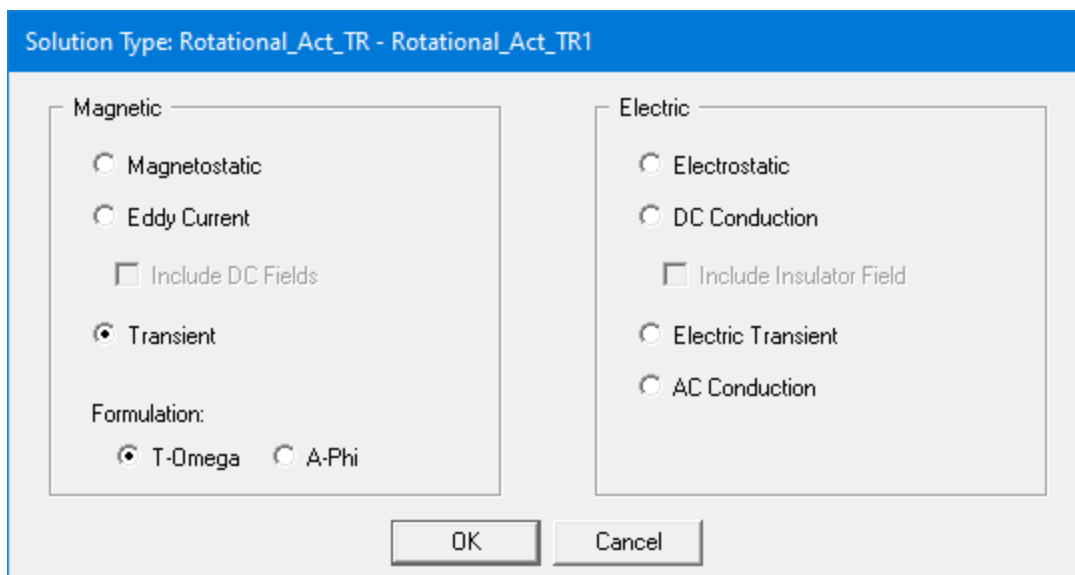 Solution Type: Rotational_Act_TR - Rotational_Act_TR1
Magnetic
Magnetostatic
Eddy Current
Include DC Fields
Transient
Formulation:
T-Omega A-Phi
Electric
Electrostatic
DC Conduction
Include Insulator Field
Electric Transient
AC Conduction
OK Cancel